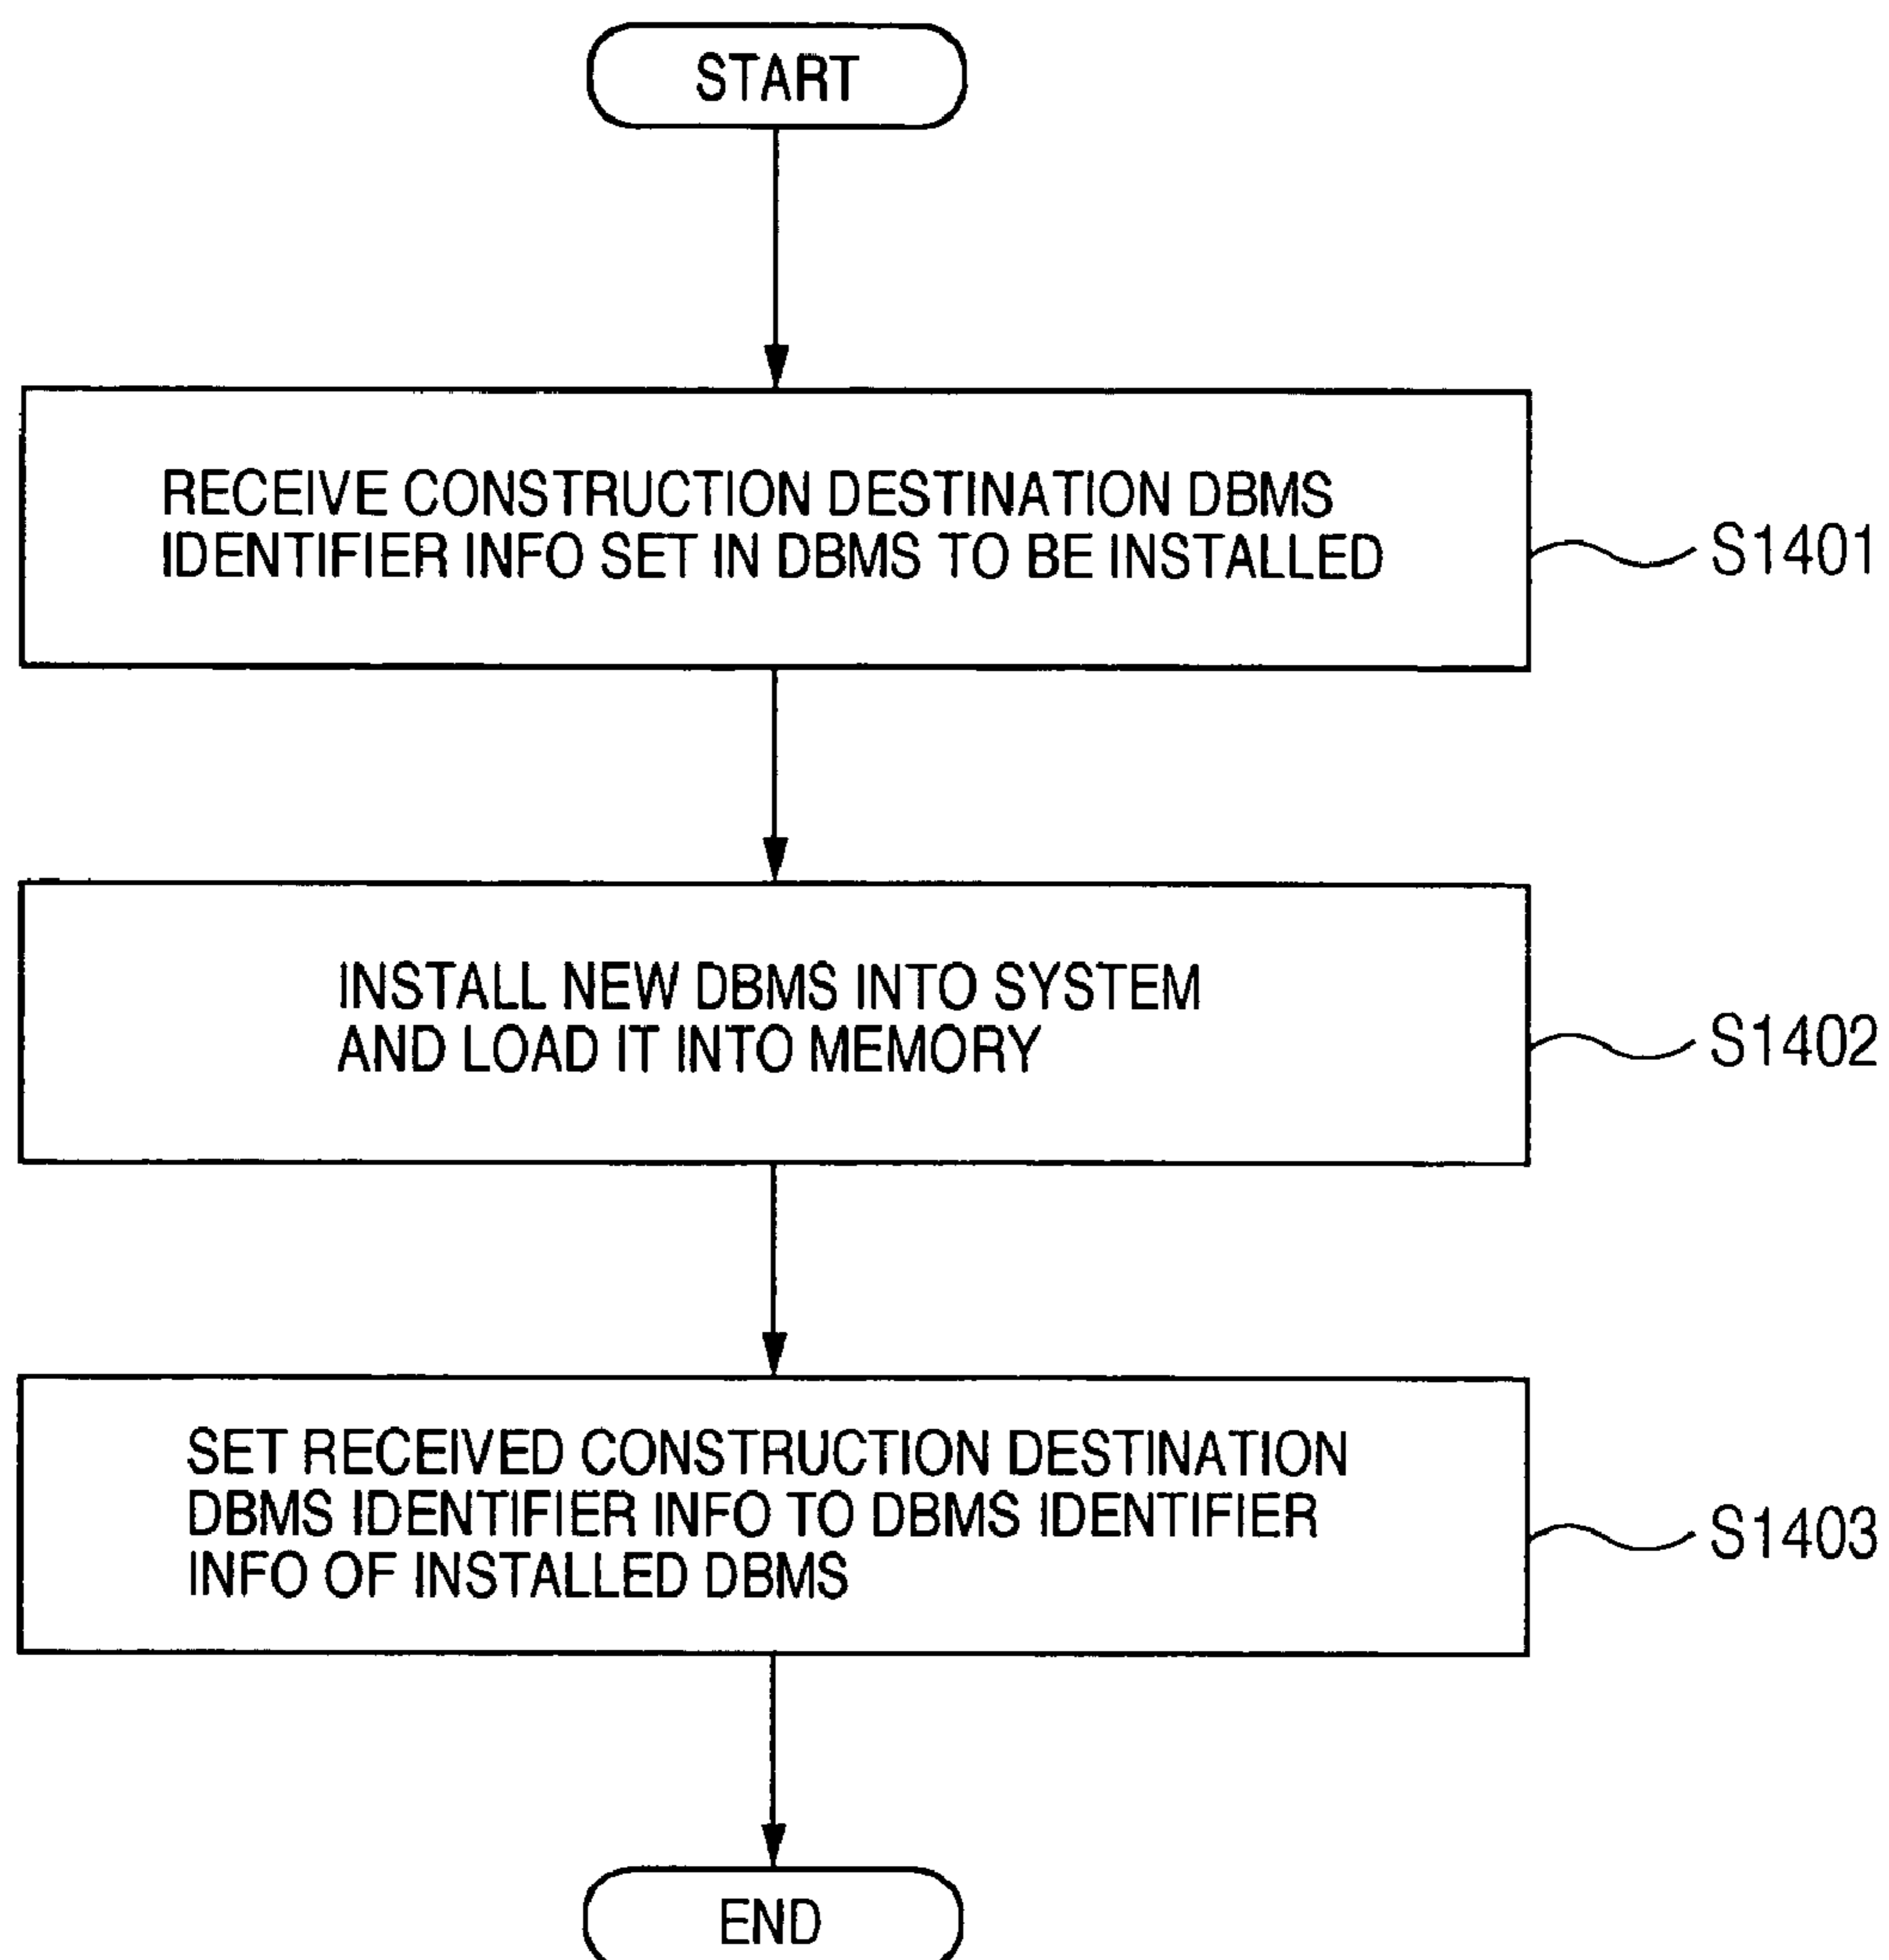 START
RECEIVE CONSTRUCTION DESTINATION DBMS
IDENTIFIER INFO SET IN DBMS TO BE INSTALLED
S1401
INSTALL NEW DBMS INTO SYSTEM
AND LOAD IT INTO MEMORY
S1402
SET RECEIVED CONSTRUCTION DESTINATION
DBMS IDENTIFIER INFO TO DBMS IDENTIFIER
INFO OF INSTALLED DBMS
S1403
END